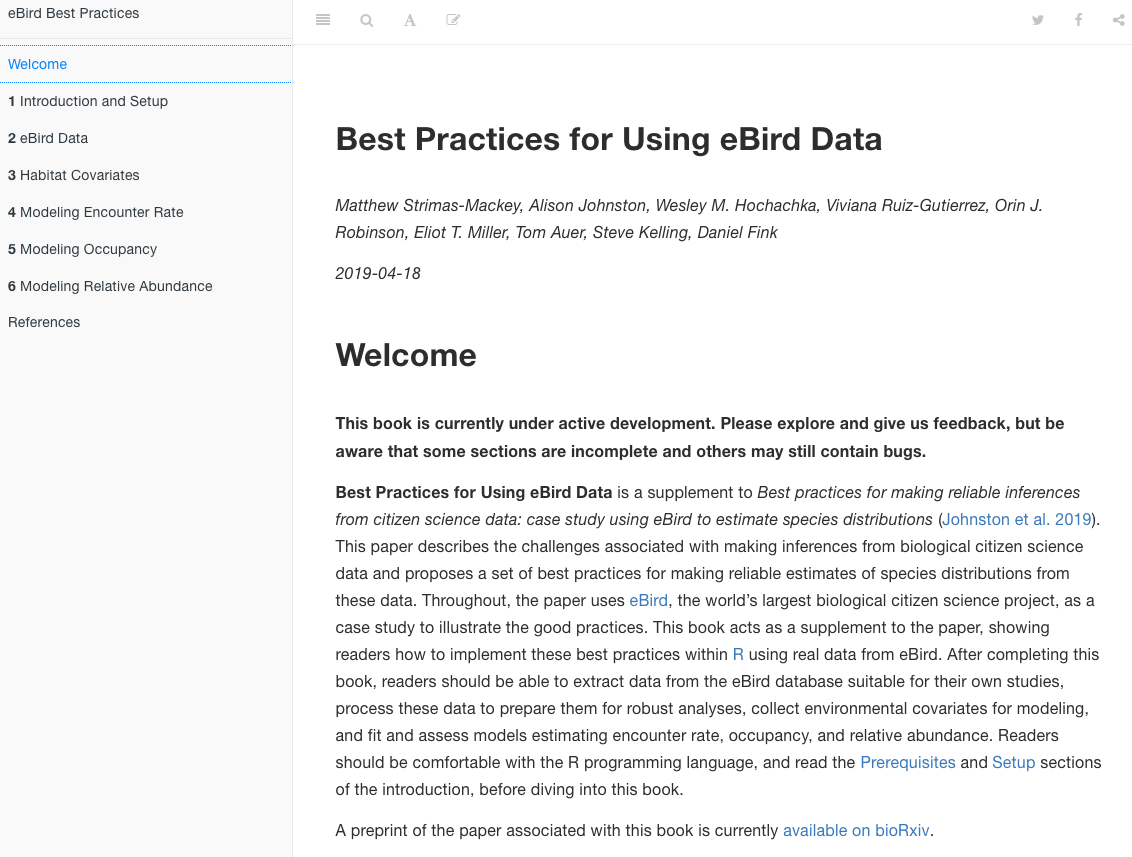 eBird Best Practices
Welcome
1 Introduction and Setup
2 eBird Data
3 Habitat Covariates
4 Modeling Encounter Rate
5 Modeling Occupancy
6 Modeling Relative Abundance
References
Best Practices for Using eBird Data
Matthew Strimas-Mackey, Alison Johnston, Wesley M. Hochachka, Viviana Ruiz-Gutierrez, Orin J.
Robinson, Eliot T. Miller, Tom Auer, Steve Kelling, Daniel Fink
2019-04-18
Welcome
This book is currently under active development. Please explore and give us feedback, but be
aware that some sections are incomplete and others may still contain bugs.
Best Practices for Using eBird Data is a supplement to Best practices for making reliable inferences
from citizen science data: case study using eBird to estimate species distributions (Johnston et al. 2019).
This paper describes the challenges associated with making inferences from biological citizen science
data and proposes a set of best practices for making reliable estimates of species distributions from
these data. Throughout, the paper uses eBird, the world’s largest biological citizen science project, as a
case study to illustrate the good practices. This book acts as a supplement to the paper, showing
readers how to implement these best practices within R using real data from eBird. After completing this
book, readers should be able to extract data from the eBird database suitable for their own studies,
process these data to prepare them for robust analyses, collect environmental covariates for modeling,
and fit and assess models estimating encounter rate, occupancy, and relative abundance. Readers
should be comfortable with the R programming language, and read the Prerequisites and Setup sections
of the introduction, before diving into this book.
A preprint of the paper associated with this book is currently available on bioRxiv.